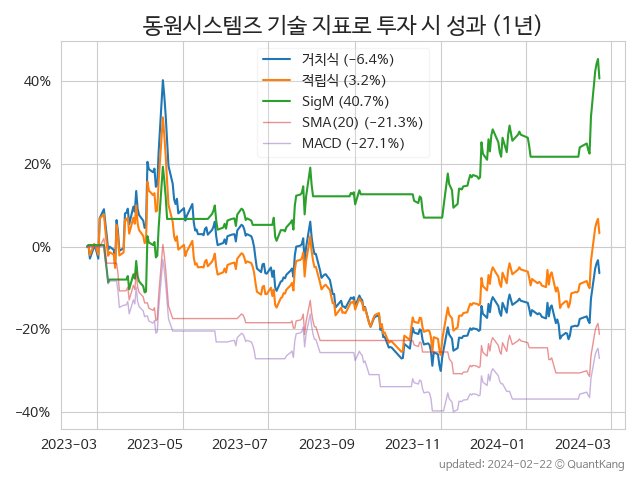 동원시스템즈 기술 지표로 투자 시 성과 (1년)
거치식 (−6.4%)
적립식 (3.2%)
SigM (40.7%)
SMA(20) (−21.3%)
MACD (−27.1%)
40%
20%
0%
−20%
−40%
2023−03 2023−05 2023−07 2023−09 2023−11 2024−01 2024−03
updated: 2024−02−22 © QuantKang